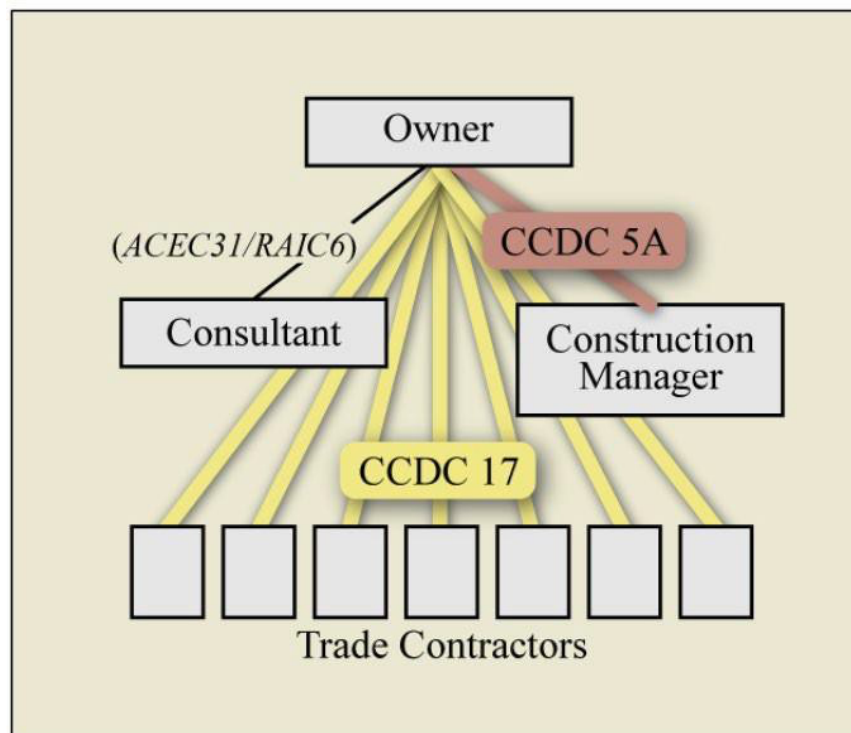 Owner
(ACEC31/RAIC6)
CCDC 5A
Consultant
Construction
Manager
CCDC 17
Trade Contractors